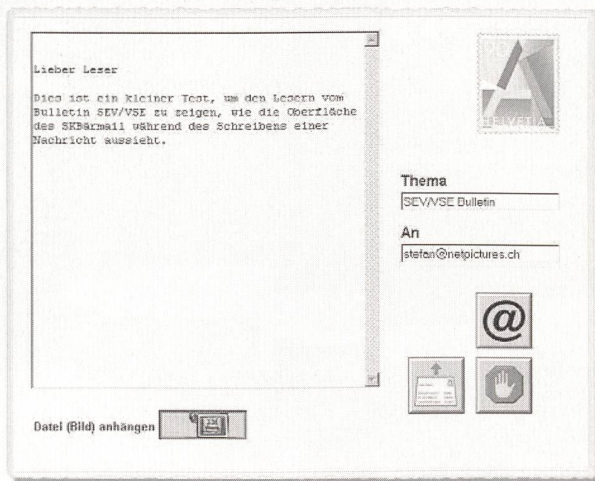 Lieber Leser
Dies ist ein kleiner Test, um den Lesern vom
Bulletin SEV/VSE zu zeigen, wie die Oberfläche
des SKBärmail während des Schreibens einer
Nachricht aussieht.
A
HELVETIA
Thema
SEV/VSE Bulletin
An
stefan@netpictures.ch
@
Datei (Bild) anhängen